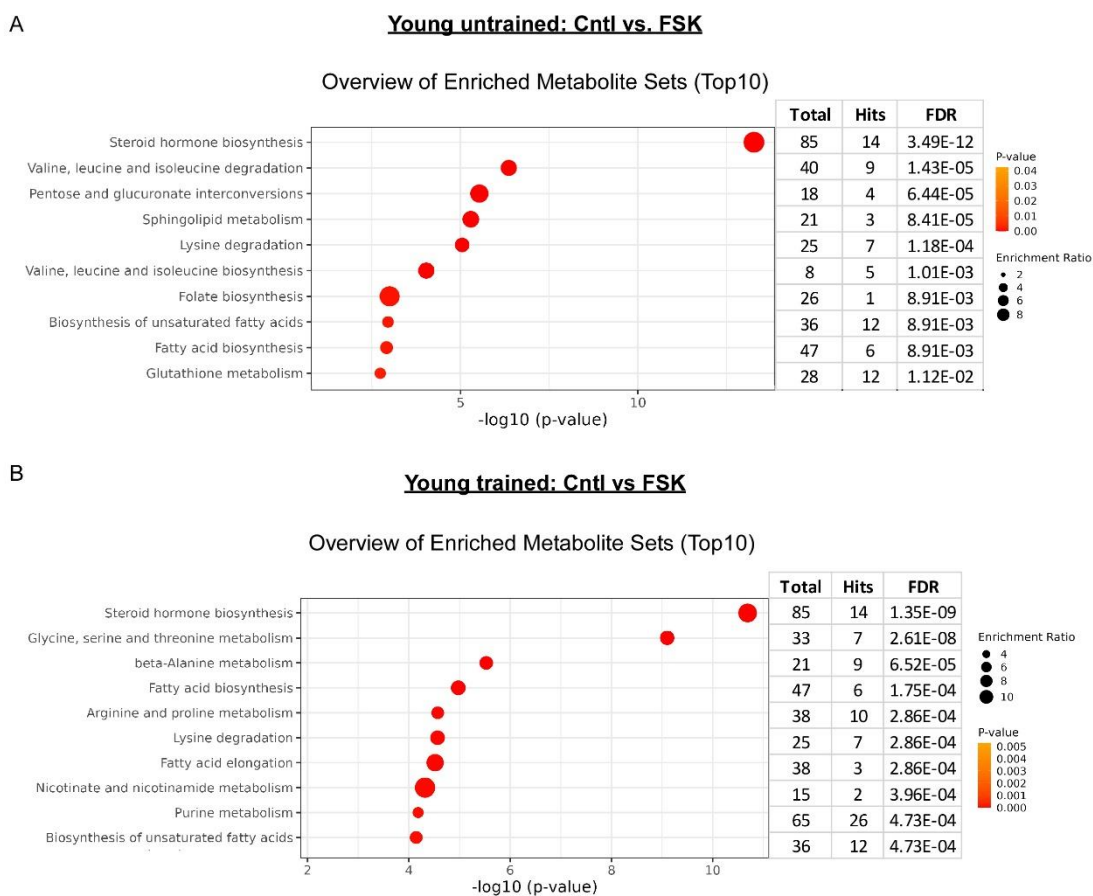 A
Young untrained: Cntl vs. FSK
Overview of Enriched Metabolite Sets (Top10)
Total Hits FDR
Steroid hormone biosynthesis 85 14 3.49E-12
Valine, leucine and isoleucine degradation 40 9 1.43E-05
Pentose and glucuronate interconversions 18 4 6.44E-05
Sphingolipid metabolism 21 3 8.41E-05
Lysine degradation 25 7 1.18E-04
Valine, leucine and isoleucine biosynthesis 8 5 1.01E-03
Folate biosynthesis 26 1 8.91E-03
Biosynthesis of unsaturated fatty acids 36 12 8.91E-03
Fatty acid biosynthesis 47 6 8.91E-03
Glutathione metabolism 28 12 1.12E-02
5 10
-log10 (p-value)
P-value
0.04
0.03
0.02
0.01
0.00
Enrichment Ratio
2
4
6
8
B
Young trained: Cntl vs FSK
Overview of Enriched Metabolite Sets (Top10)
Total Hits FDR
Steroid hormone biosynthesis 85 14 1.35E-09
Glycine, serine and threonine metabolism 33 7 2.61E-08
beta-Alanine metabolism 21 9 6.52E-05
Fatty acid biosynthesis 47 6 1.75E-04
Arginine and proline metabolism 38 10 2.86E-04
Lysine degradation 25 7 2.86E-04
Fatty acid elongation 38 3 2.86E-04
Nicotinate and nicotinamide metabolism 15 2 3.96E-04
Purine metabolism 65 26 4.73E-04
Biosynthesis of unsaturated fatty acids 36 12 4.73E-04
2 4 6 8 10
-log10 (p-value)
Enrichment Ratio
4
6
8
10
P-value
0.005
0.004
0.003
0.002
0.001
0.000